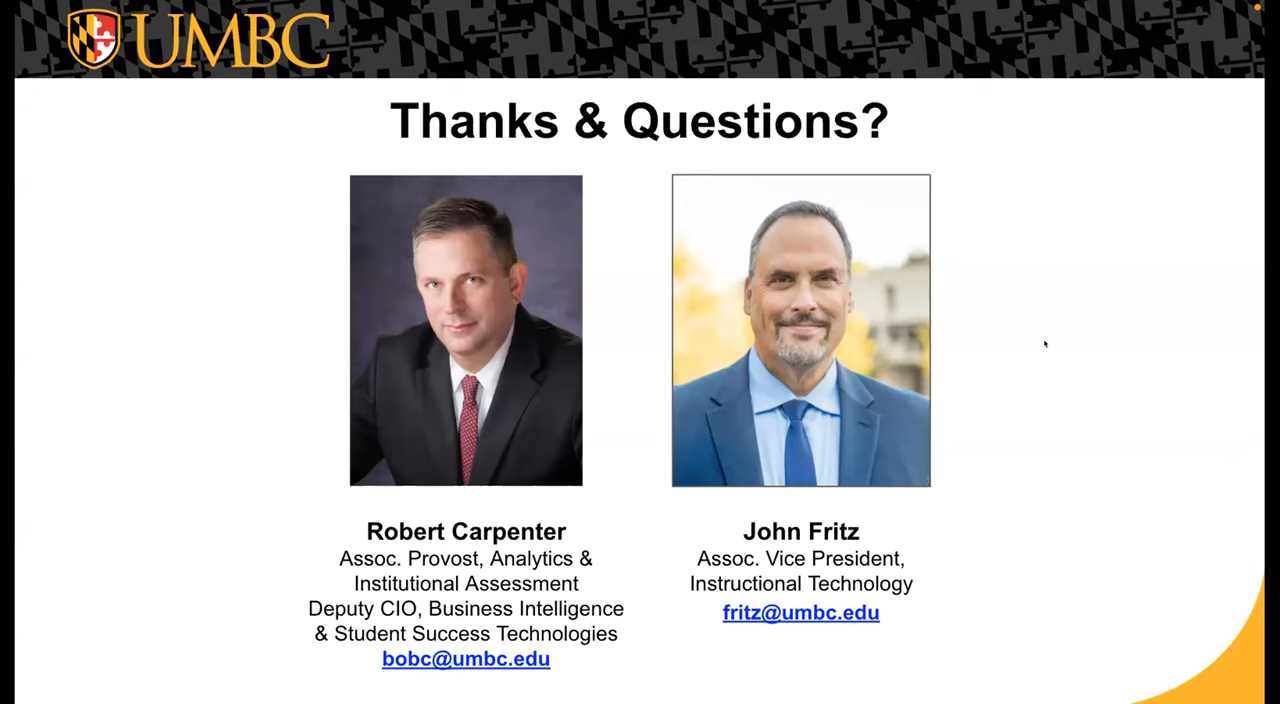 UMBC
Thanks & Questions?
Robert Carpenter
Assoc. Provost, Analytics &
Institutional Assessment
Deputy CIO, Business Intelligence
& Student Success Technologies
bobc@umbc.edu
John Fritz
Assoc. Vice President,
Instructional Technology
fritz@umbc.edu